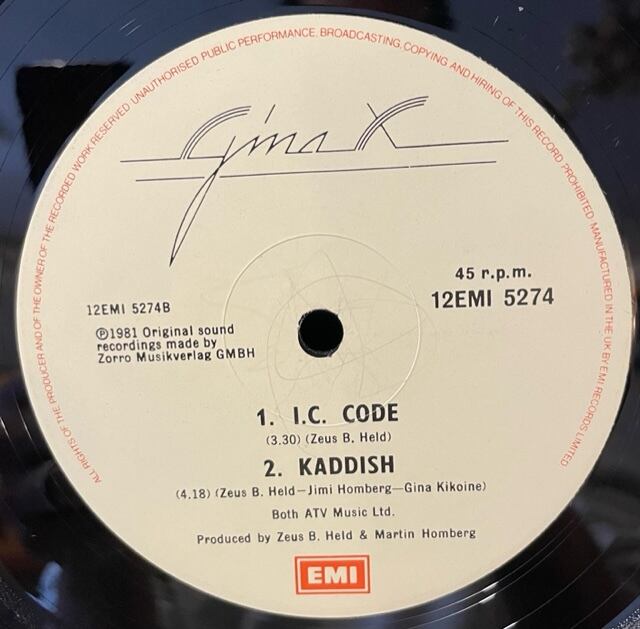 ALL RIGHTS OF THE PRODUCER AND OF THE OWNER OF THE RECORDED WORK RESERVED. UNAUTHORISED PUBLIC PERFORMANCE, BROADCASTING, COPYING AND HIRING OF THIS RECORD PROHIBITED. MANUFACTURED IN THE UK BY EMI RECORDS LIMITED
Gina X
45 r.p.m.
12EMI 5274
12EMI 5274B
Ⓟ1981 Original sound
recordings made by
Zorro Musikverlag GMBH
1. I.C. CODE
(3.30) (Zeus B. Held)
2. KADDISH
(4.18) (Zeus B. Held—Jimi Homberg—Gina Kikoine)
Both ATV Music Ltd.
Produced by Zeus B. Held & Martin Homberg
EMI